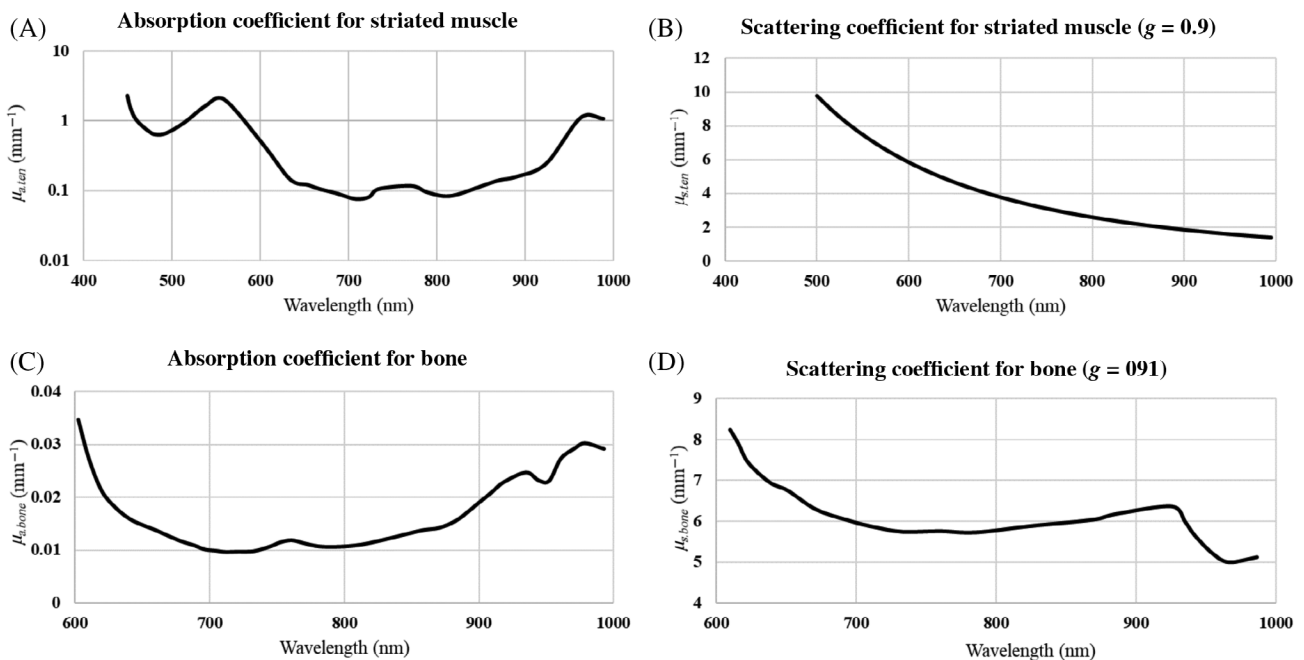 (A)
Absorption coefficient for striated muscle
10
1
0.1
0.01
μa.ten (mm−1)
400 500 600 700 800 900 1000
Wavelength (nm)
(B)
Scattering coefficient for striated muscle (g = 0.9)
12
10
8
6
4
2
0
μs.ten (mm−1)
400 500 600 700 800 900 1000
Wavelength (nm)
(C)
Absorption coefficient for bone
0.04
0.03
0.02
0.01
0
μa.bone (mm−1)
600 700 800 900 1000
Wavelength (nm)
(D)
Scattering coefficient for bone (g = 091)
9
8
7
6
5
4
μs.bone (mm−1)
600 700 800 900 1000
Wavelength (nm)